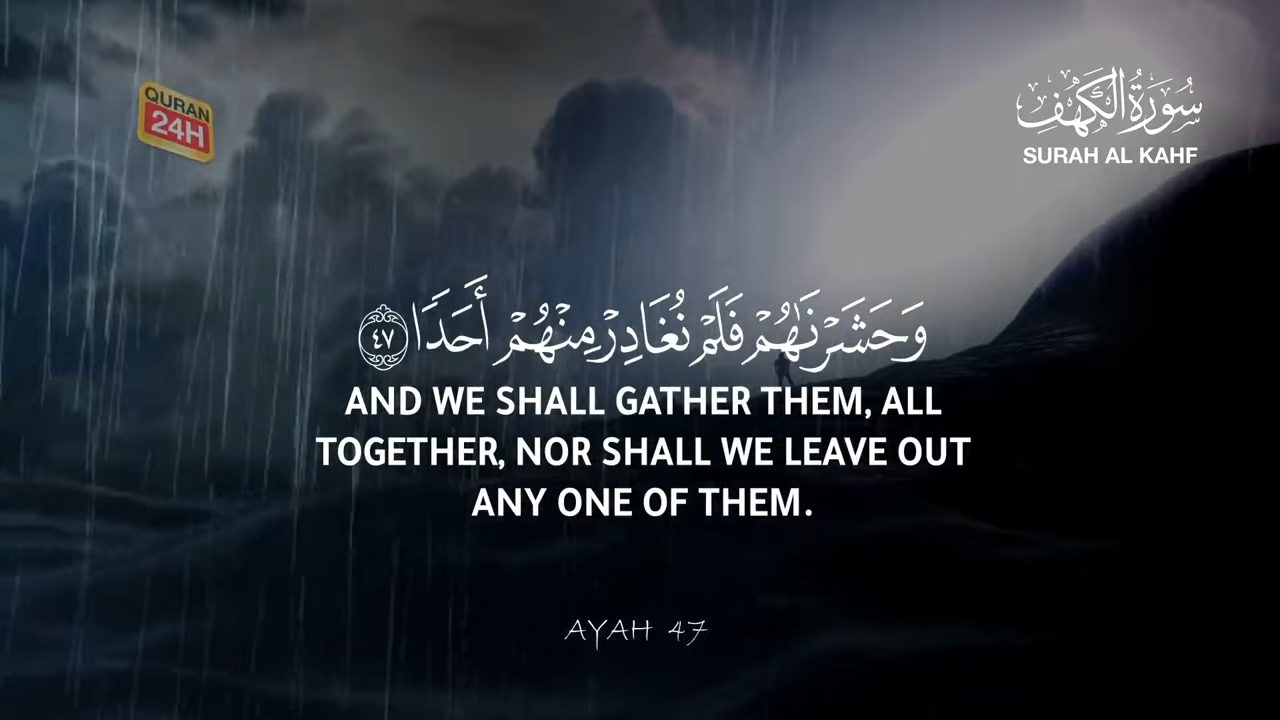 QURAN
24H
سُورَةُ الكَهْفِ
SURAH AL KAHF
وَحَشَرْنَٰهُمْ فَلَمْ نُغَادِرْ مِنْهُمْ أَحَدًا ٤٧
AND WE SHALL GATHER THEM, ALL
TOGETHER, NOR SHALL WE LEAVE OUT
ANY ONE OF THEM.
AYAH 47